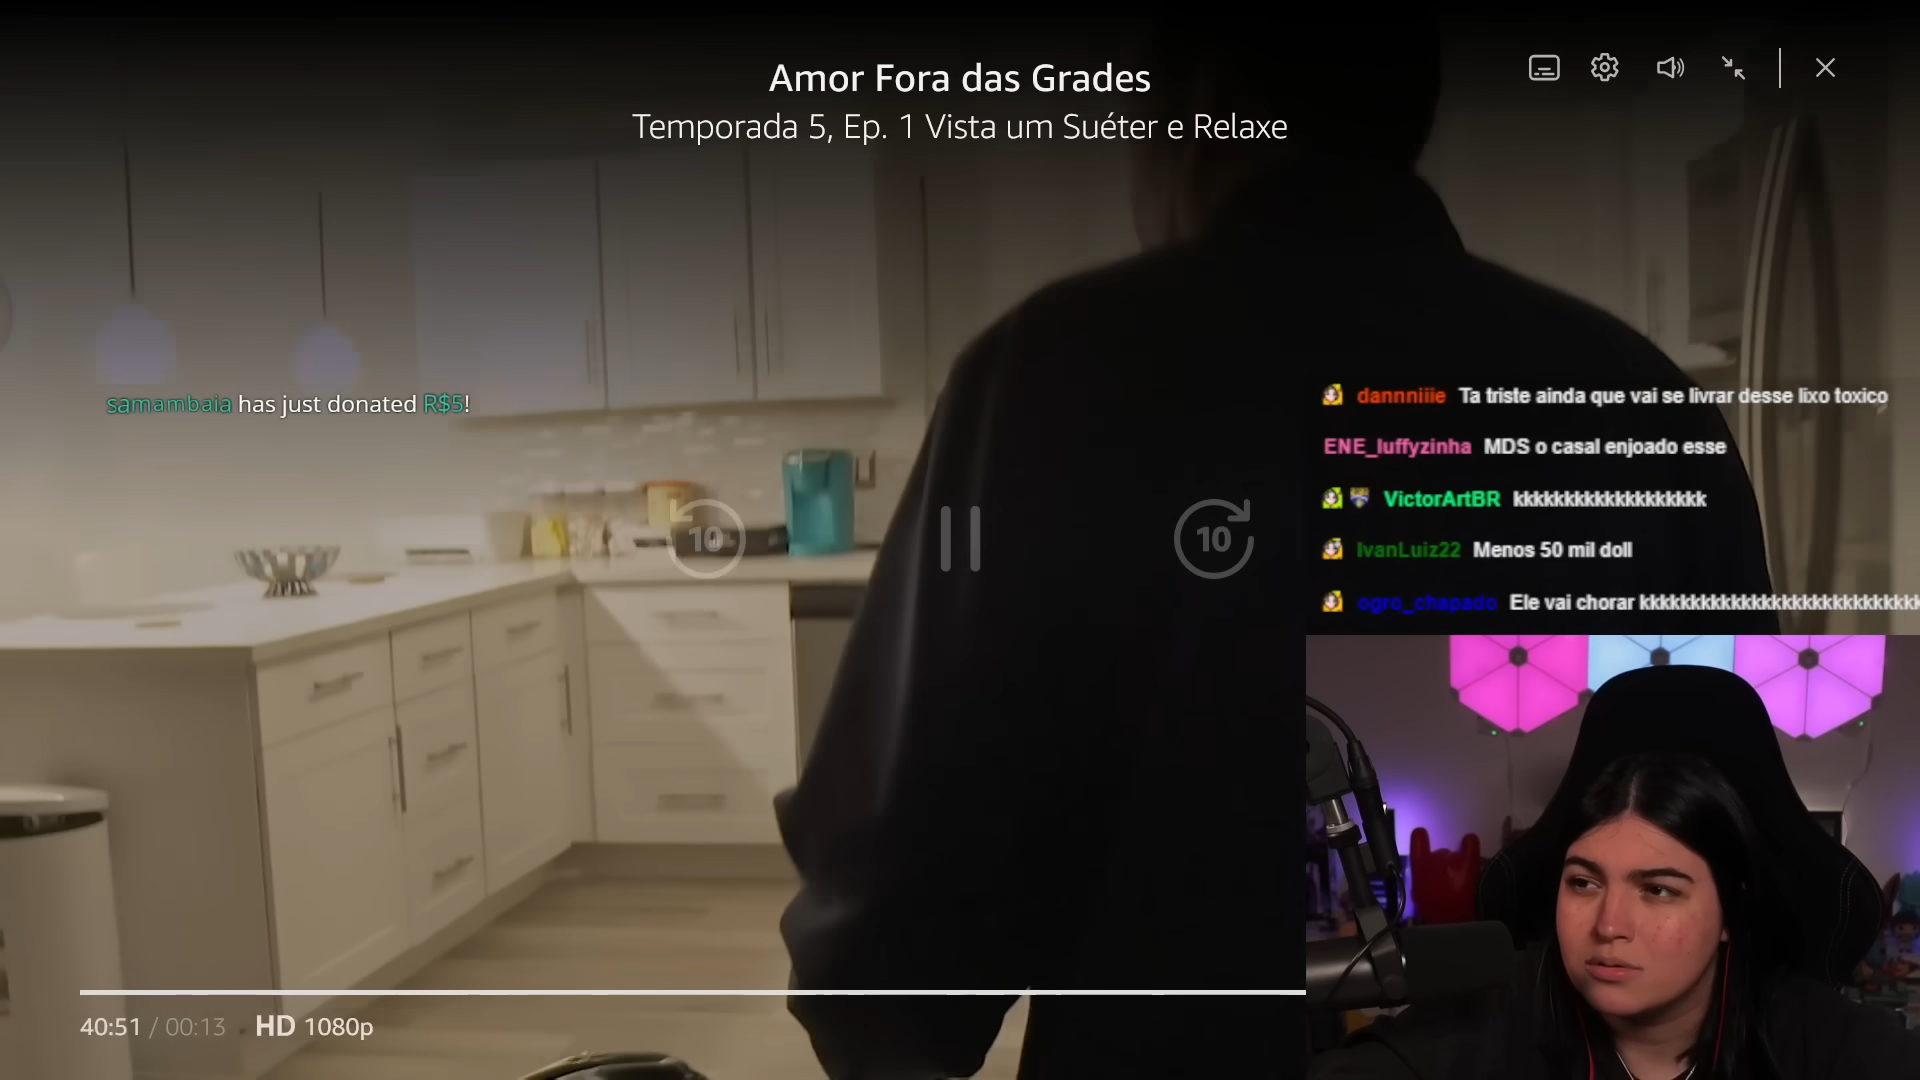 Amor Fora das Grades
Temporada 5, Ep. 1 Vista um Suéter e Relaxe
samambaia has just donated R$5!
dannniiie Ta triste ainda que vai se livrar desse lixo toxico
ENE_luffyzinha MDS o casal enjoado esse
VictorArtBR kkkkkkkkkkkkkkkkkkk
IvanLuiz22 Menos 50 mil doll
ogro_chapado Ele vai chorar kkkkkkkkkkkkkkkkkkkkkkkkkkkk
10
10
40:51 / 00:13 · HD 1080p